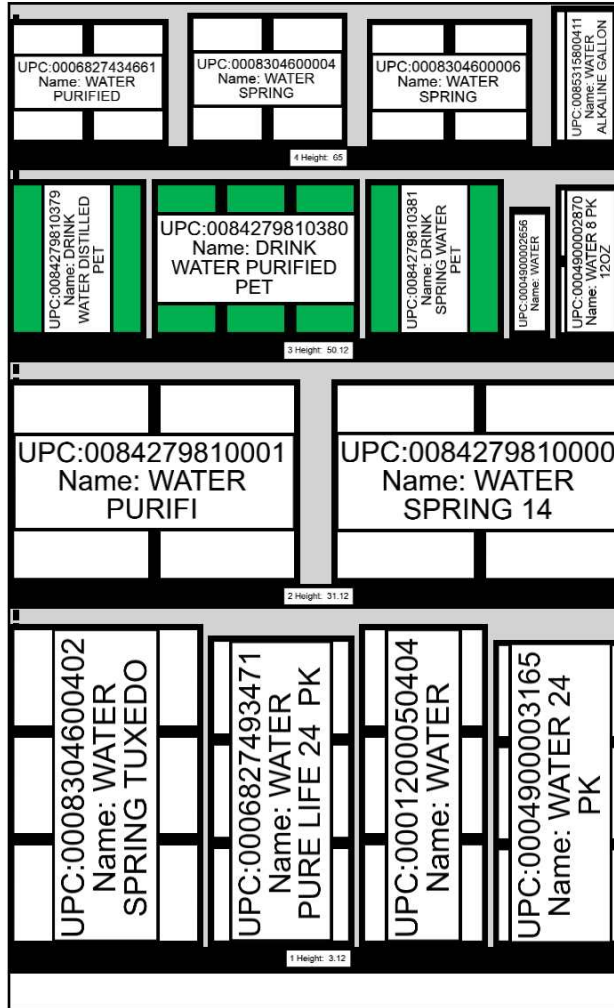 UPC:0006827434661
Name: WATER
PURIFIED
UPC:0008304600004
Name: WATER
SPRING
UPC:0008304600006
Name: WATER
SPRING
UPC:0085315800411
Name: WATER
ALKALINE GALLON
4 Height: 65
UPC:0084279810379
Name: DRINK
WATER DISTILLED
PET
UPC:0084279810380
Name: DRINK
WATER PURIFIED
PET
UPC:0084279810381
Name: DRINK
SPRING WATER
PET
UPC:0004900002656
Name: WATER
UPC:0004900002870
Name: WATER 8 PK
12OZ
3 Height: 50.12
UPC:0084279810001
Name: WATER
PURIFI
UPC:0084279810000
Name: WATER
SPRING 14
2 Height: 31.12
UPC:0008304600402
Name: WATER
SPRING TUXEDO
UPC:0006827493471
Name: WATER
PURE LIFE 24 PK
UPC:0001200050404
Name: WATER
UPC:0004900003165
Name: WATER 24
PK
1 Height: 3.12